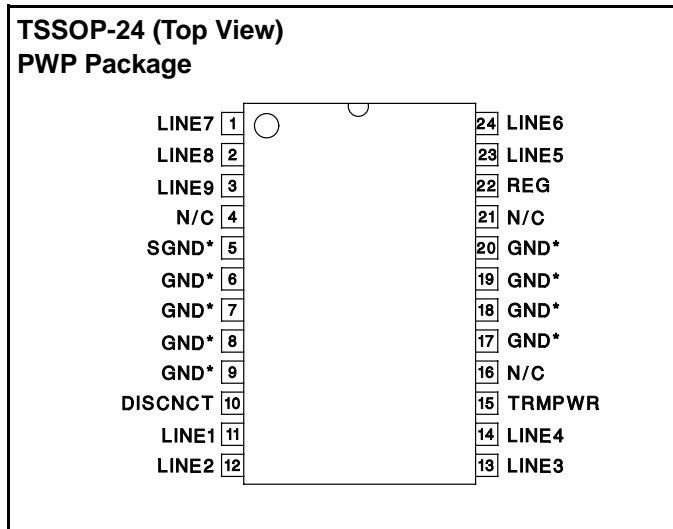 TSSOP-24 (Top View)
PWP Package
LINE7 1 24 LINE6
LINE8 2 23 LINE5
LINE9 3 22 REG
N/C 4 21 N/C
SGND* 5 20 GND*
GND* 6 19 GND*
GND* 7 18 GND*
GND* 8 17 GND*
GND* 9 16 N/C
DISCNCT 10 15 TRMPWR
LINE1 11 14 LINE4
LINE2 12 13 LINE3